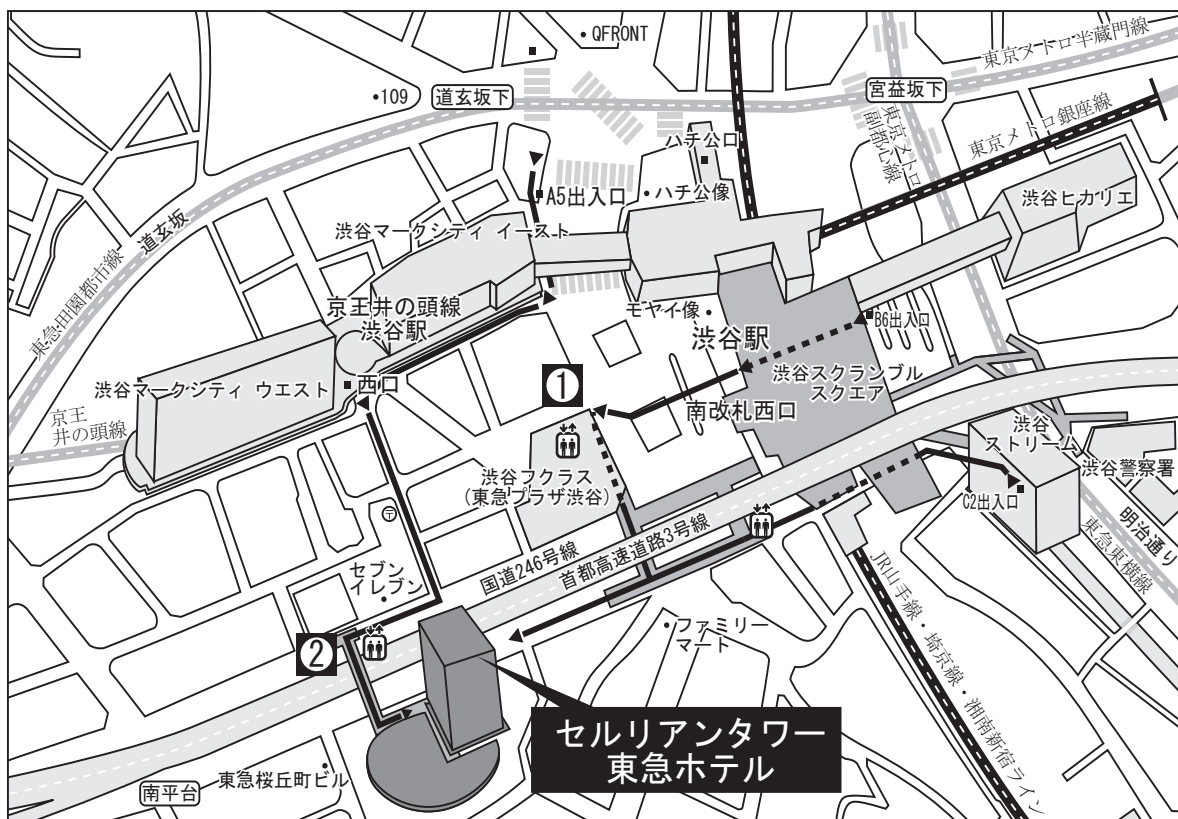 ・QFRONT
東京メトロ半蔵門線
・109
道玄坂下
宮益坂下
東京メトロ
副都心線
東京メトロ銀座線
ハチ公口
A5出入口
・ハチ公像
渋谷ヒカリエ
道玄坂
渋谷マークシティ イースト
東急田園都市線
京王井の頭線
渋谷駅
モヤイ像・
B6出入口
渋谷駅
渋谷マークシティ ウエスト
西口
①
渋谷スクランブル
スクエア
南改札西口
京王
井の頭線
渋谷
ストリーム
渋谷フクラス
(東急プラザ渋谷)
渋谷警察署
C2出入口
〒
国道246号線
首都高速道路3号線
明治通り
東急東横線
セブン
イレブン
JR山手線・埼京線・湘南新宿ライン
②
・ファミリー
マート
セルリアンタワー
東急ホテル
東急桜丘町ビル
南平台